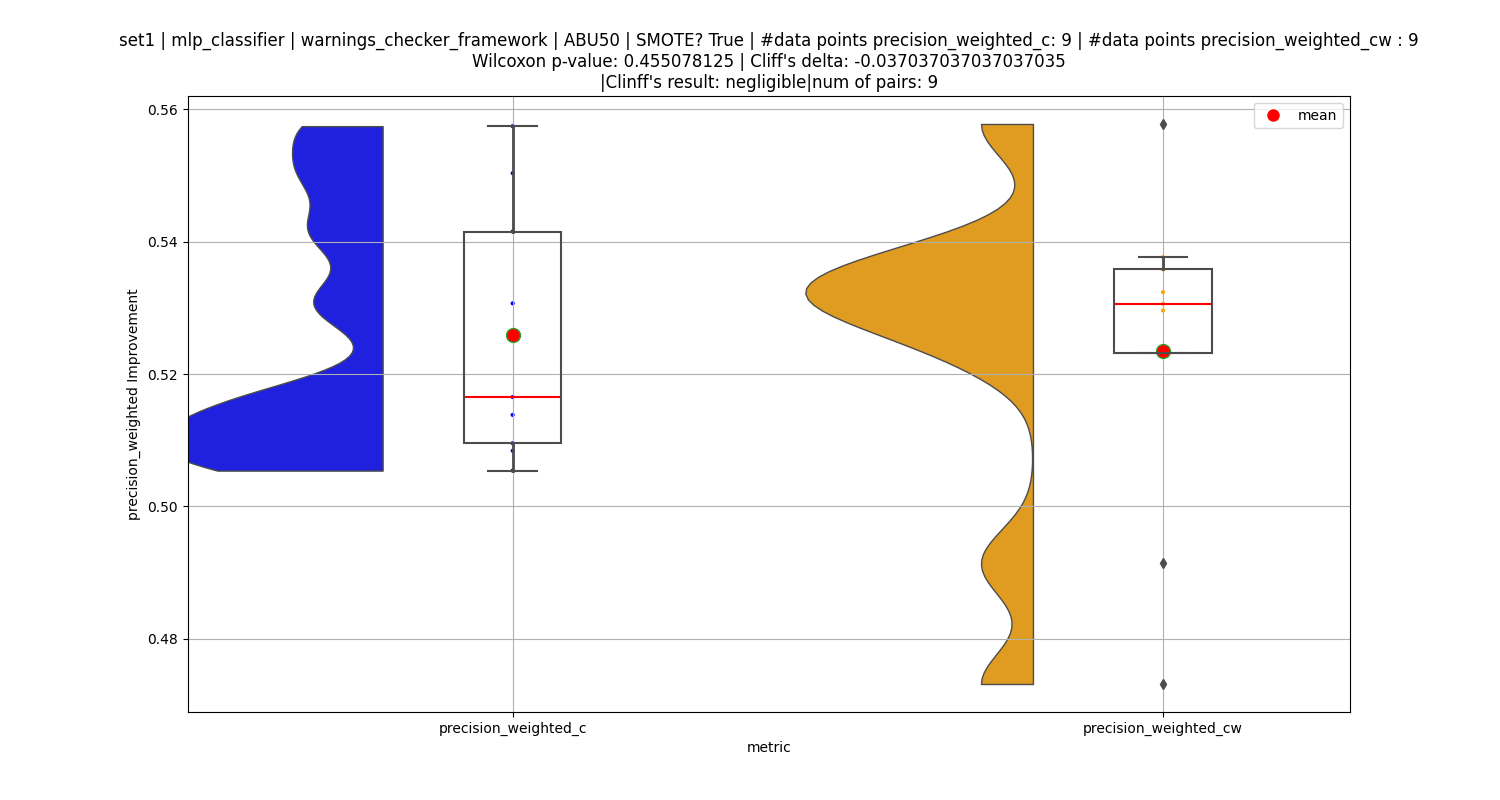 set1 | mlp_classifier | warnings_checker_framework | ABU50 | SMOTE? True | #data points precision_weighted_c: 9 | #data points precision_weighted_cw : 9
Wilcoxon p-value: 0.455078125 | Cliff's delta: -0.037037037037037035
|Clinff's result: negligible|num of pairs: 9
mean
0.56
0.54
0.52
0.50
0.48
precision_weighted Improvement
precision_weighted_c
precision_weighted_cw
metric